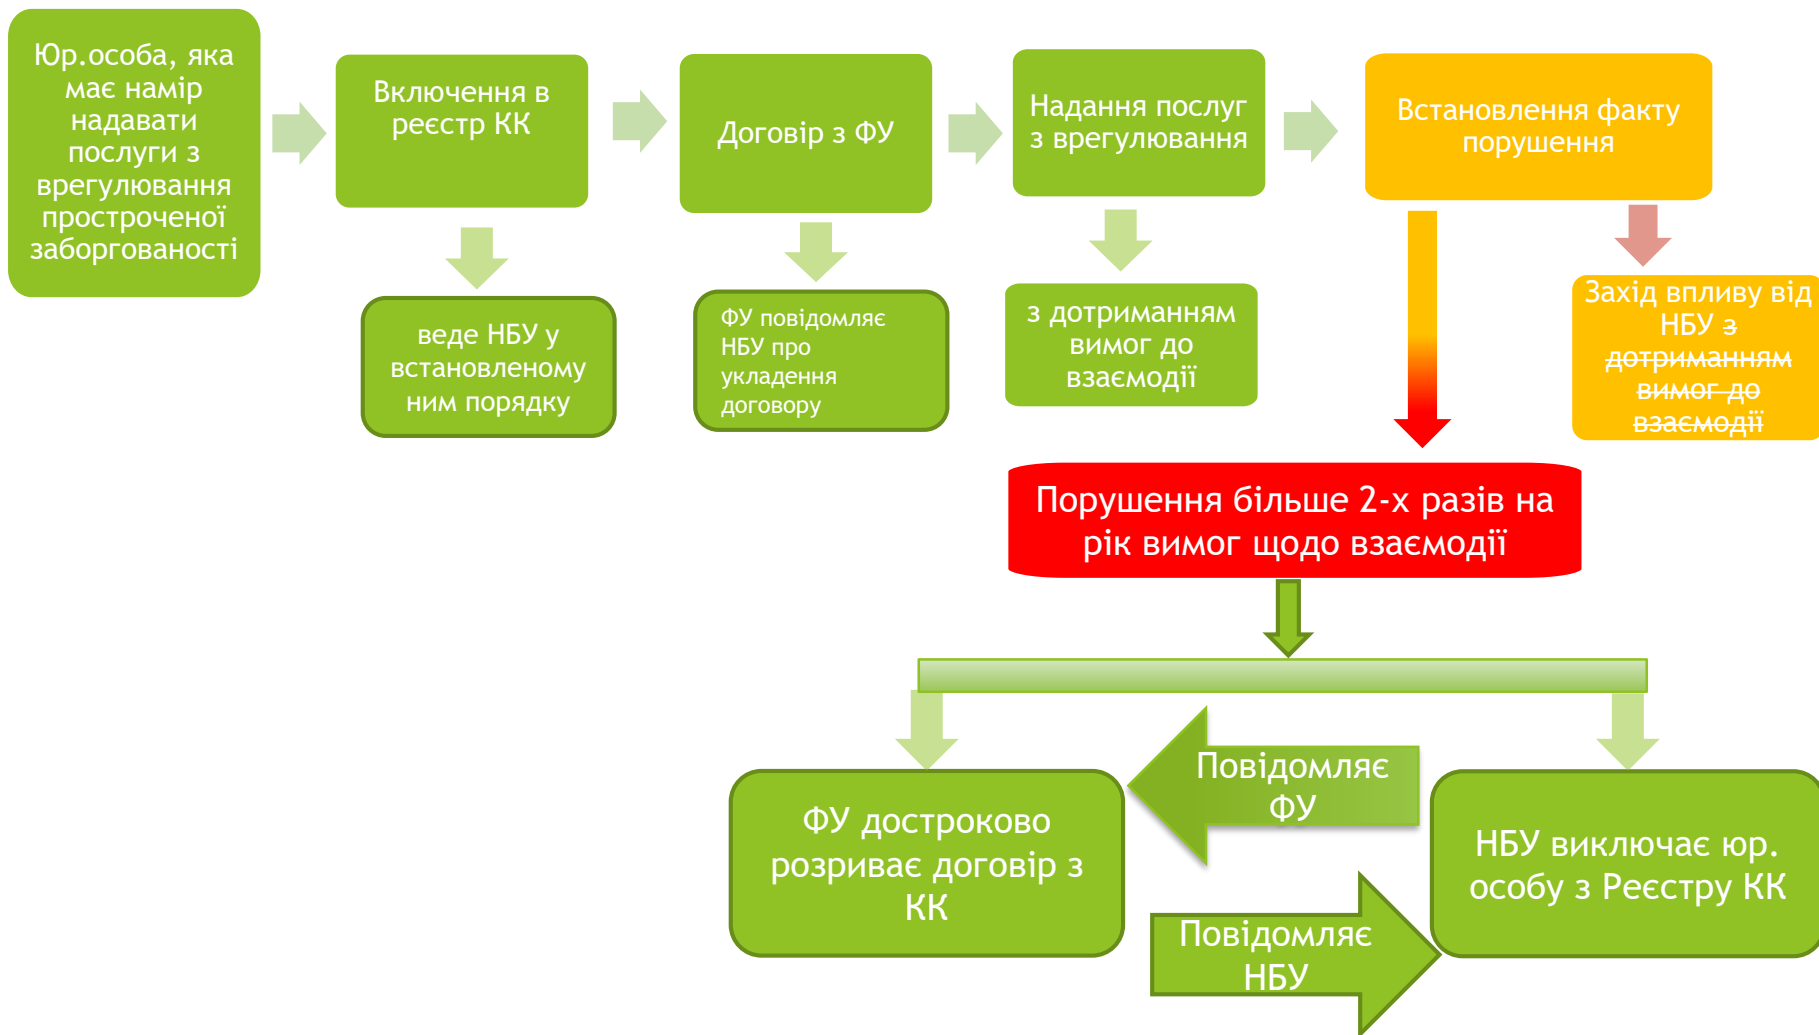 Юр.особа, яка
має намір
надавати
послуги з
врегулювання
простроченої
заборгованості
Включення в
реєстр КК
Договір з ФУ
Надання послуг
з врегулювання
Встановлення факту
порушення
веде НБУ у
встановленому
ним порядку
ФУ повідомляє
НБУ про
укладення
договору
з дотриманням
вимог до
взаємодії
Захід впливу від
НБУ з
дотриманням
вимог до
взаємодії
Порушення більше 2-х разів на
рік вимог щодо взаємодії
ФУ достроково
розриває договір з
КК
Повідомляє
ФУ
Повідомляє
НБУ
НБУ виключає юр.
особу з Реєстру КК